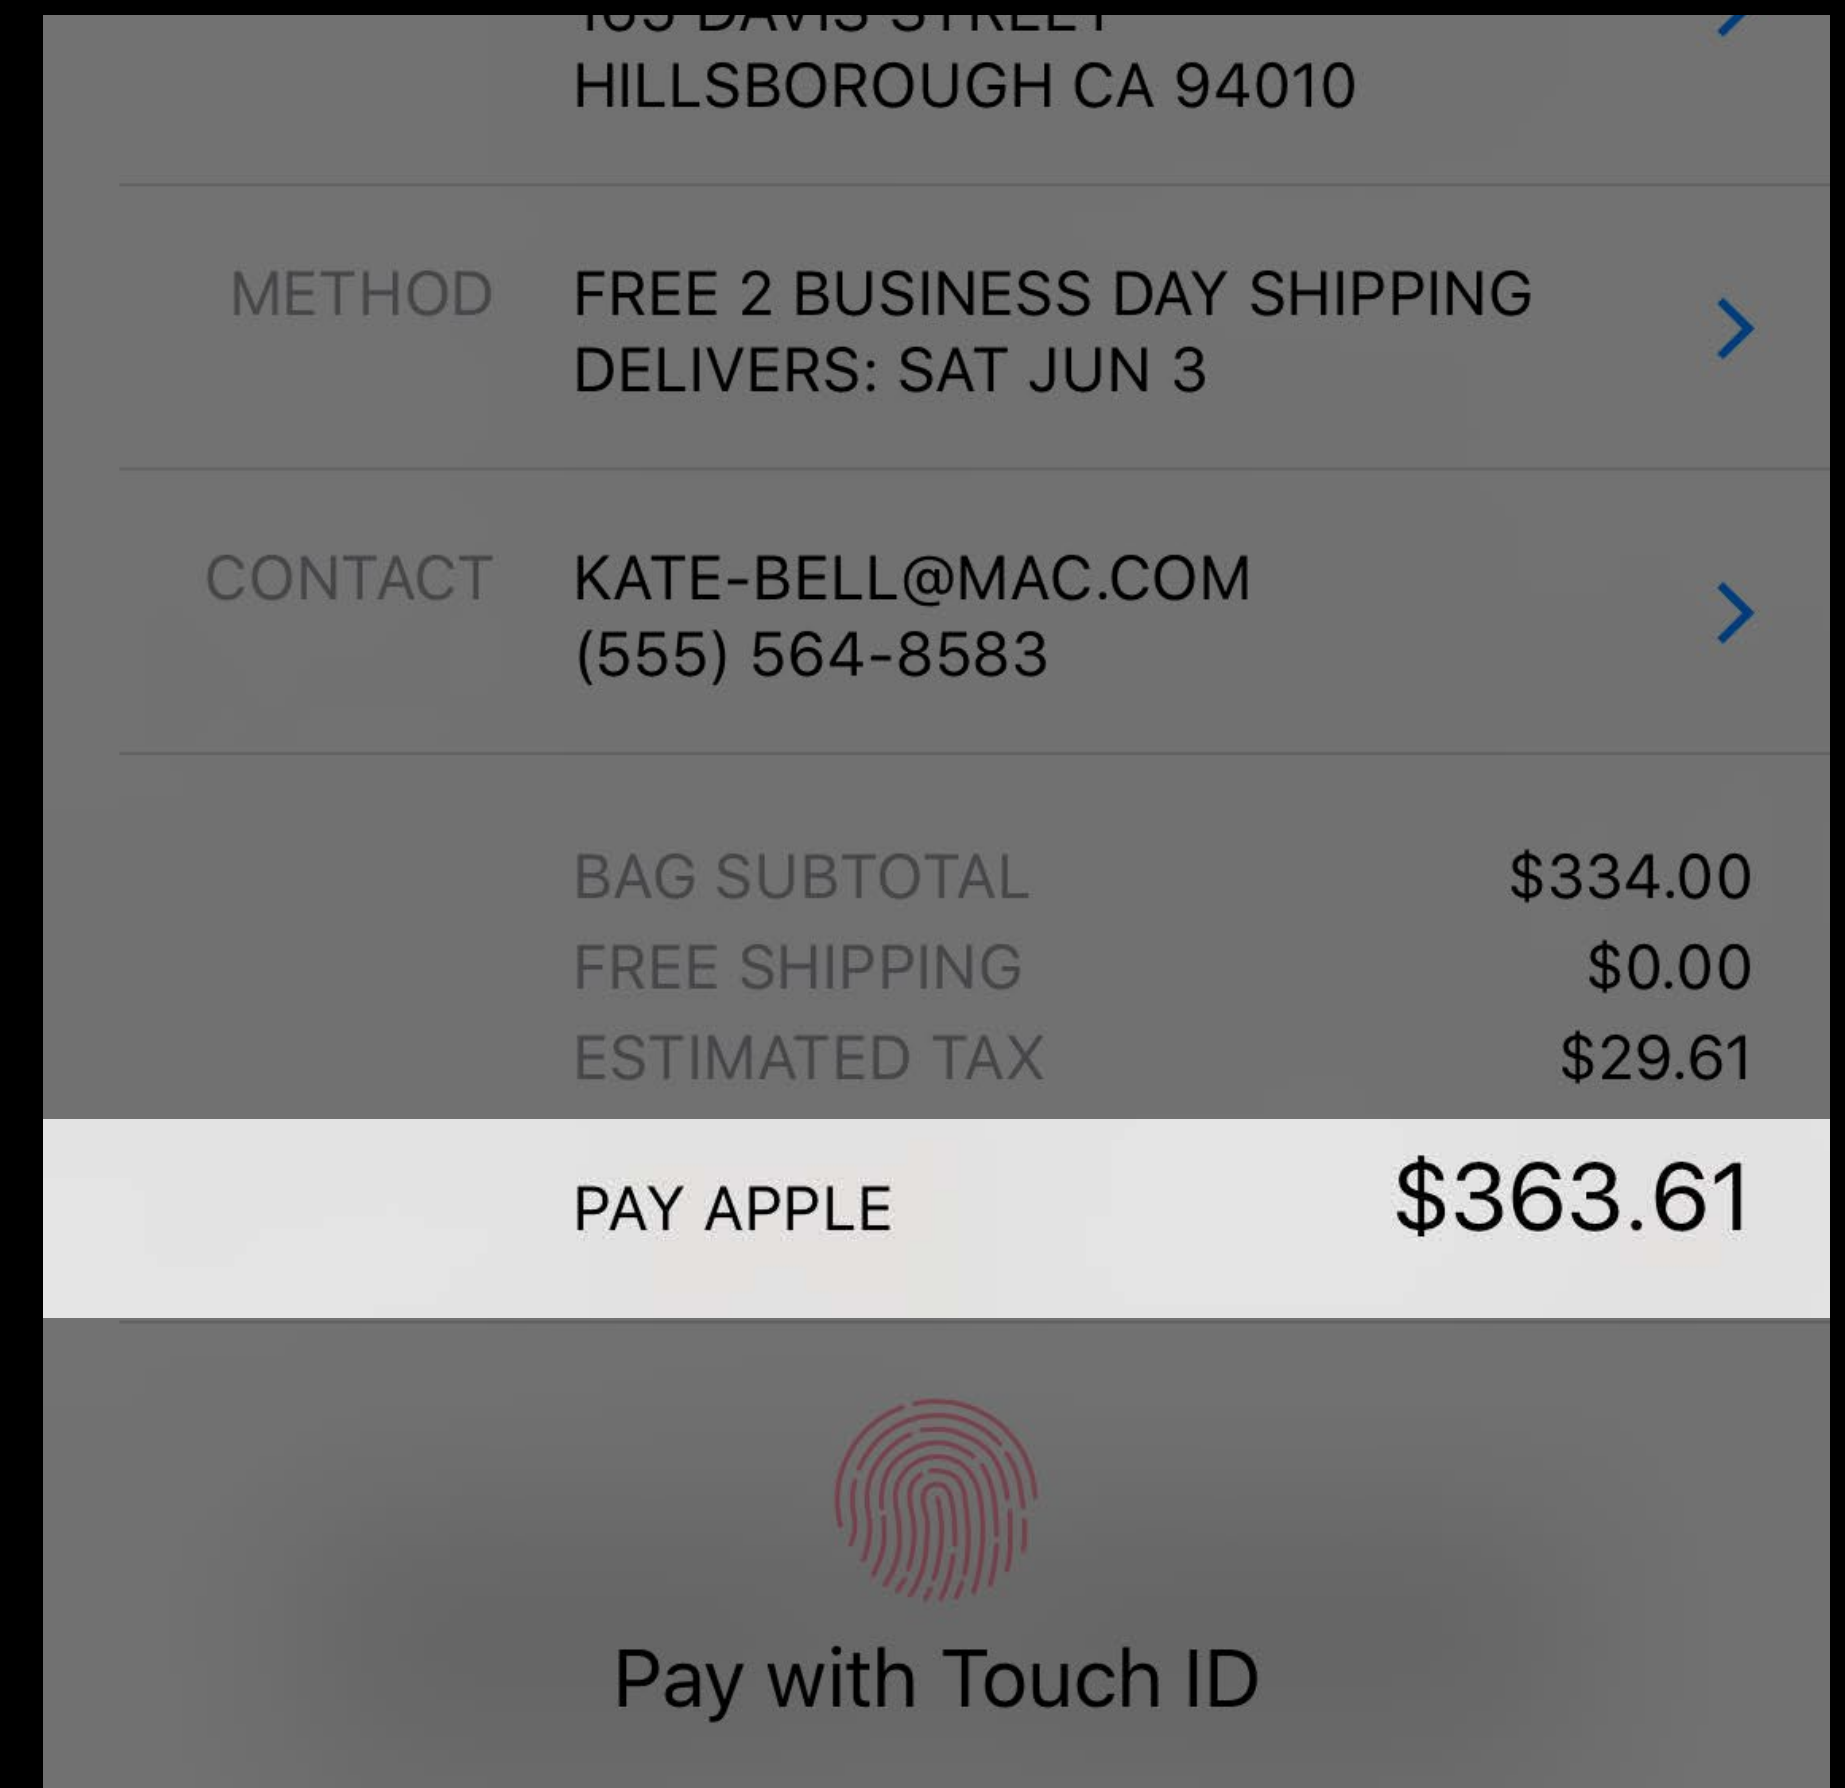 DAVIS STREET
HILLSBOROUGH CA 94010
METHOD
FREE 2 BUSINESS DAY SHIPPING
DELIVERS: SAT JUN 3
CONTACT
KATE-BELL@MAC.COM
(555) 564-8583
BAG SUBTOTAL $334.00
FREE SHIPPING $0.00
ESTIMATED TAX $29.61
PAY APPLE $363.61
Pay with Touch ID